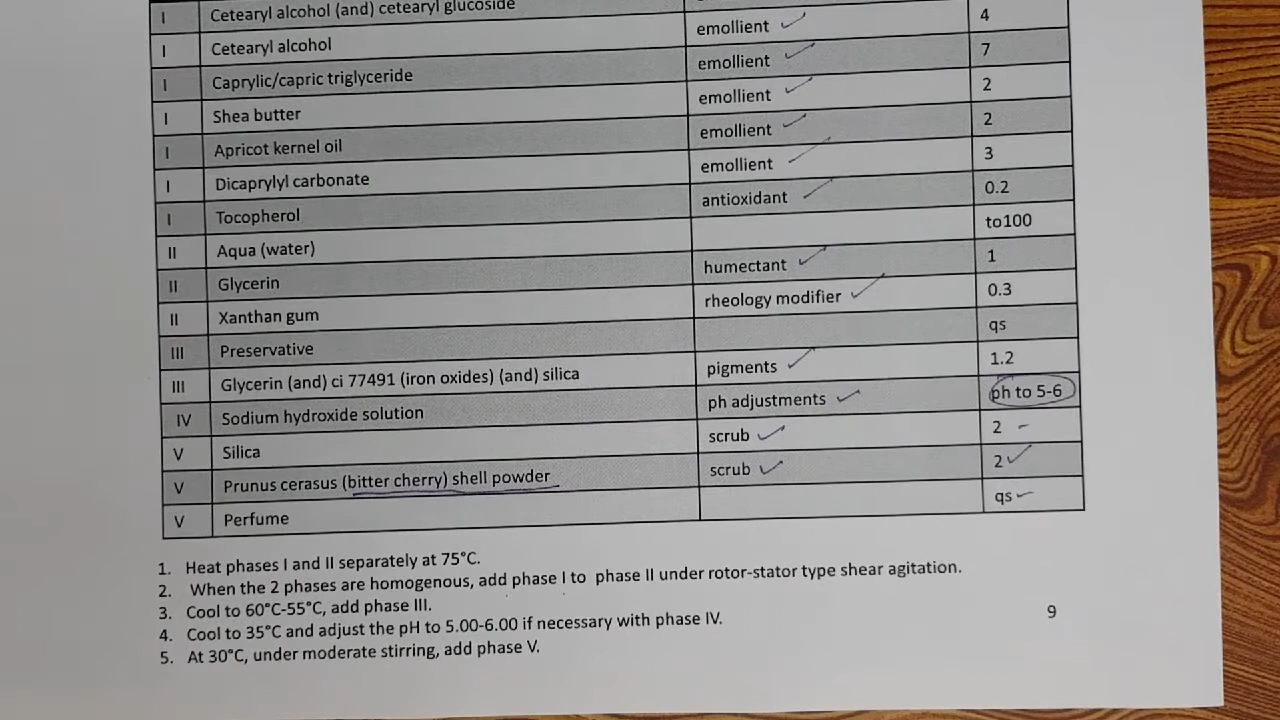 I Cetearyl alcohol (and) cetearyl glucoside
I Cetearyl alcohol emollient 4
I Caprylic/capric triglyceride emollient 7
I Shea butter emollient 2
I Apricot kernel oil emollient 2
I Dicaprylyl carbonate emollient 3
I Tocopherol antioxidant 0.2
II Aqua (water) to100
II Glycerin humectant 1
II Xanthan gum rheology modifier 0.3
III Preservative qs
III Glycerin (and) ci 77491 (iron oxides) (and) silica pigments 1.2
IV Sodium hydroxide solution ph adjustments ph to 5-6
V Silica scrub 2
V Prunus cerasus (bitter cherry) shell powder scrub 2
V Perfume qs
1. Heat phases I and II separately at 75°C.
2. When the 2 phases are homogenous, add phase I to phase II under rotor-stator type shear agitation.
3. Cool to 60°C-55°C, add phase III.
4. Cool to 35°C and adjust the pH to 5.00-6.00 if necessary with phase IV.
5. At 30°C, under moderate stirring, add phase V.
9